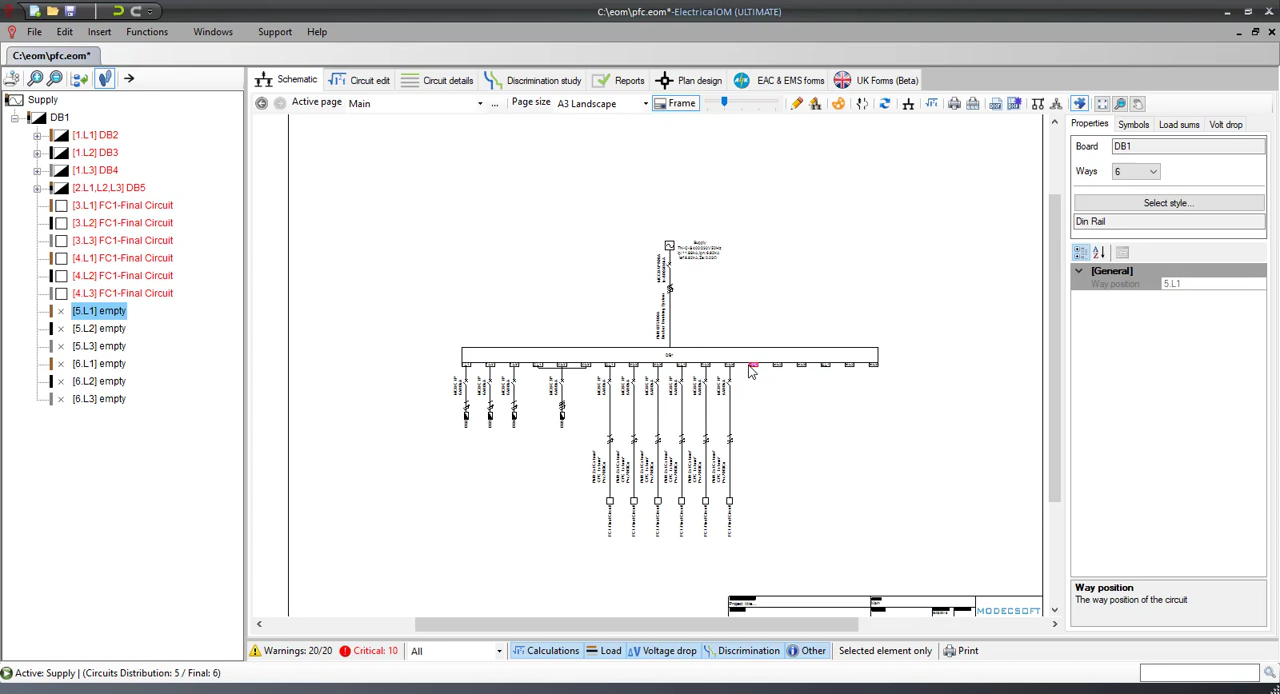 C:\eom\pfc.eom*-ElectricalOM (ULTIMATE)
File Edit Insert Functions Windows Support Help
C:\eom\pfc.eom*
Schematic Circuit edit Circuit details Discrimination study Reports Plan design EAC & EMS forms UK Forms (Beta)
Active page Main ... Page size A3 Landscape Frame
Supply
DB1
[1.L1] DB2
[1.L2] DB3
[1.L3] DB4
[2.L1,L2,L3] DB5
[3.L1] FC1-Final Circuit
[3.L2] FC1-Final Circuit
[3.L3] FC1-Final Circuit
[4.L1] FC1-Final Circuit
[4.L2] FC1-Final Circuit
[4.L3] FC1-Final Circuit
[5.L1] empty
[5.L2] empty
[5.L3] empty
[6.L1] empty
[6.L2] empty
[6.L3] empty
Supply
DB1
MODECSOFT
Properties Symbols Load sums Volt drop
Board DB1
Ways 6
Select style...
Din Rail
[General]
Way position 5.L1
Way position
The way position of the circuit
Warnings: 20/20 Critical: 10 All Calculations Load Voltage drop Discrimination Other Selected element only Print
Active: Supply | (Circuits Distribution: 5 / Final: 6)